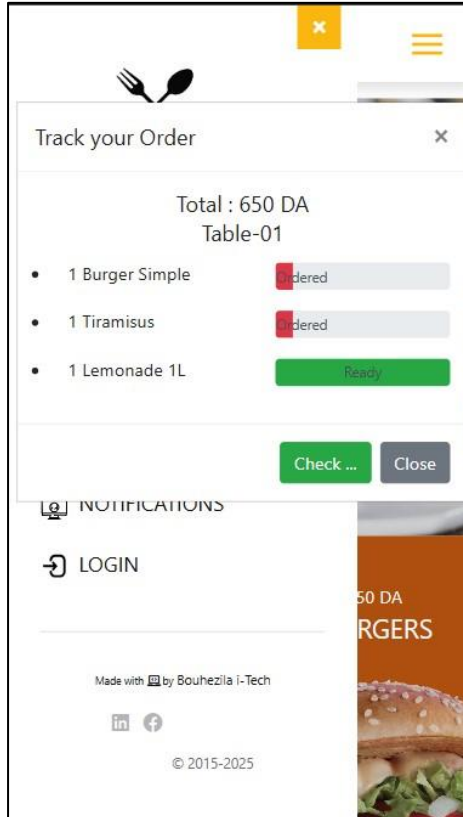 Track your Order
×
Total : 650 DA
Table-01
1 Burger Simple
Ordered
1 Tiramisus
Ordered
1 Lemonade 1L
Ready
Check ...
Close
NOTIFICATIONS
LOGIN
50 DA
RGERS
Made with by Bouhezila i-Tech
© 2015-2025